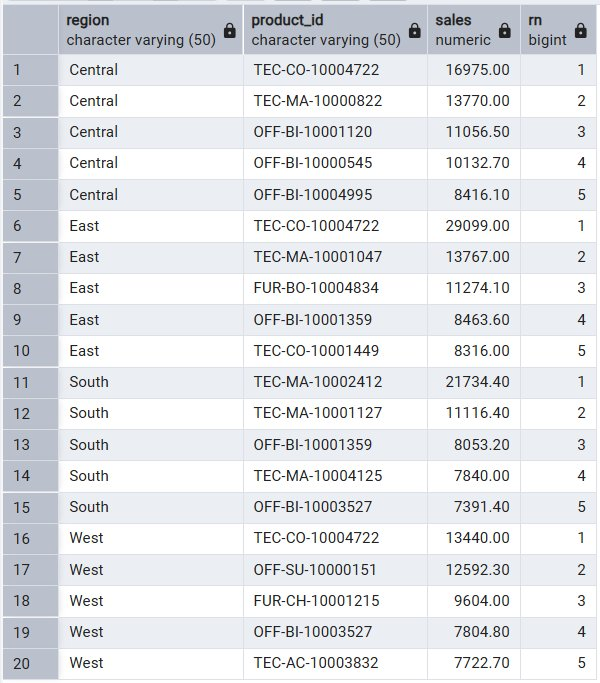 region product_id sales rn
character varying (50) character varying (50) numeric bigint
1 Central TEC-CO-10004722 16975.00 1
2 Central TEC-MA-10000822 13770.00 2
3 Central OFF-BI-10001120 11056.50 3
4 Central OFF-BI-10000545 10132.70 4
5 Central OFF-BI-10004995 8416.10 5
6 East TEC-CO-10004722 29099.00 1
7 East TEC-MA-10001047 13767.00 2
8 East FUR-BO-10004834 11274.10 3
9 East OFF-BI-10001359 8463.60 4
10 East TEC-CO-10001449 8316.00 5
11 South TEC-MA-10002412 21734.40 1
12 South TEC-MA-10001127 11116.40 2
13 South OFF-BI-10001359 8053.20 3
14 South TEC-MA-10004125 7840.00 4
15 South OFF-BI-10003527 7391.40 5
16 West TEC-CO-10004722 13440.00 1
17 West OFF-SU-10000151 12592.30 2
18 West FUR-CH-10001215 9604.00 3
19 West OFF-BI-10003527 7804.80 4
20 West TEC-AC-10003832 7722.70 5